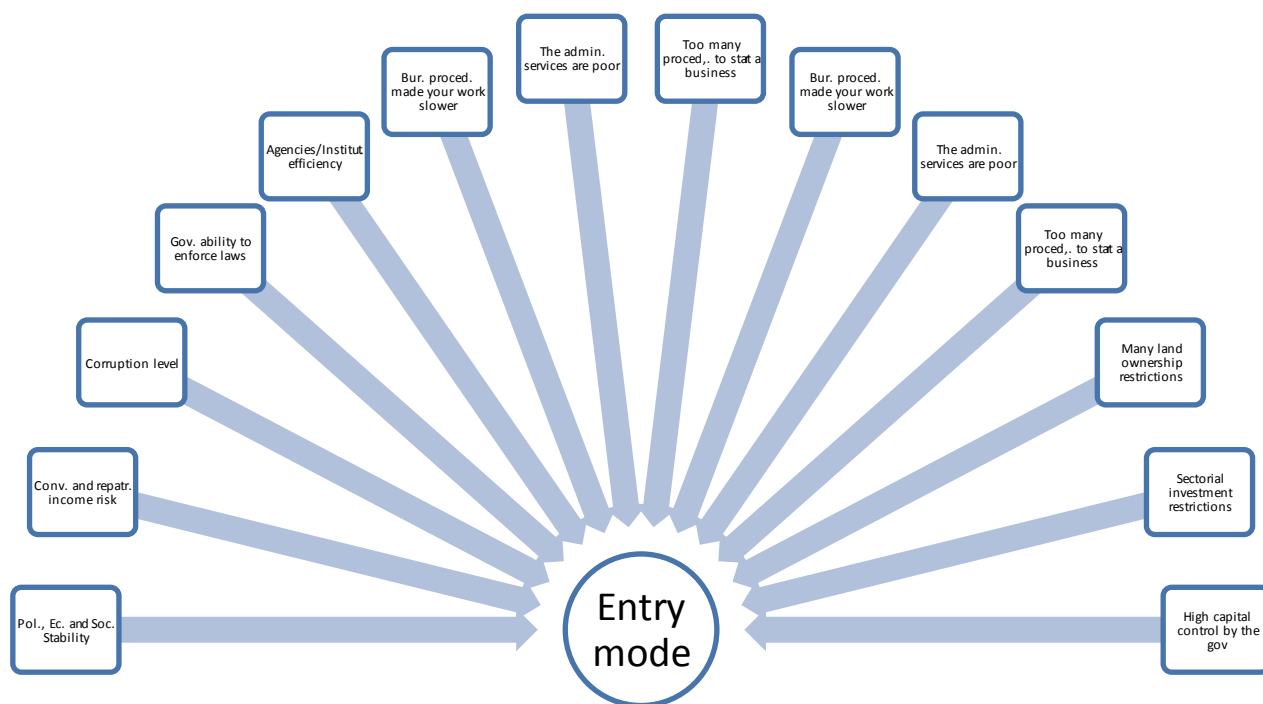 The admin.
services are poor
Too many
proced,. to start a
business
Bur. proced.
made your work
slower
Bur. proced.
made your work
slower
Agencies/Institut.
efficiency
The admin.
services are poor
Gov. ability to
enforce laws
Too many
proced,. to start a
business
Corruption level
Many land
ownership
restrictions
Conv. and repatr.
income risk
Sectorial
investment
restrictions
Pol., Ec. and Soc.
Stability
Entry
mode
High capital
control by the
gov